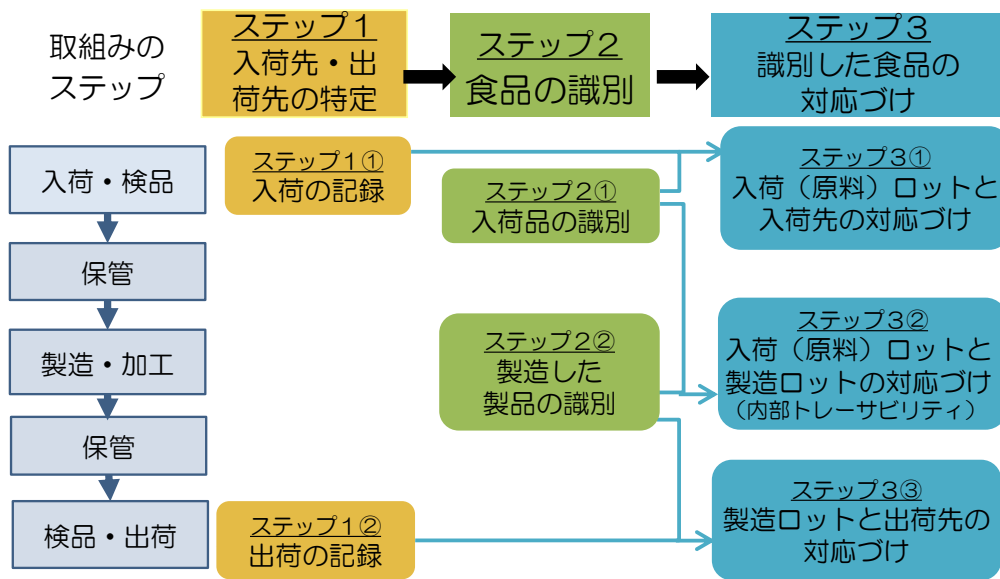 取組みの
ステップ
ステップ1
入荷先・出
荷先の特定
ステップ2
食品の識別
ステップ3
識別した食品の
対応づけ
入荷・検品
ステップ1①
入荷の記録
ステップ2①
入荷品の識別
ステップ3①
入荷(原料)ロットと
入荷先の対応づけ
保管
製造・加工
ステップ2②
製造した
製品の識別
ステップ3②
入荷(原料)ロットと
製造ロットの対応づけ
(内部トレーサビリティ)
保管
検品・出荷
ステップ1②
出荷の記録
ステップ3③
製造ロットと出荷先の
対応づけ